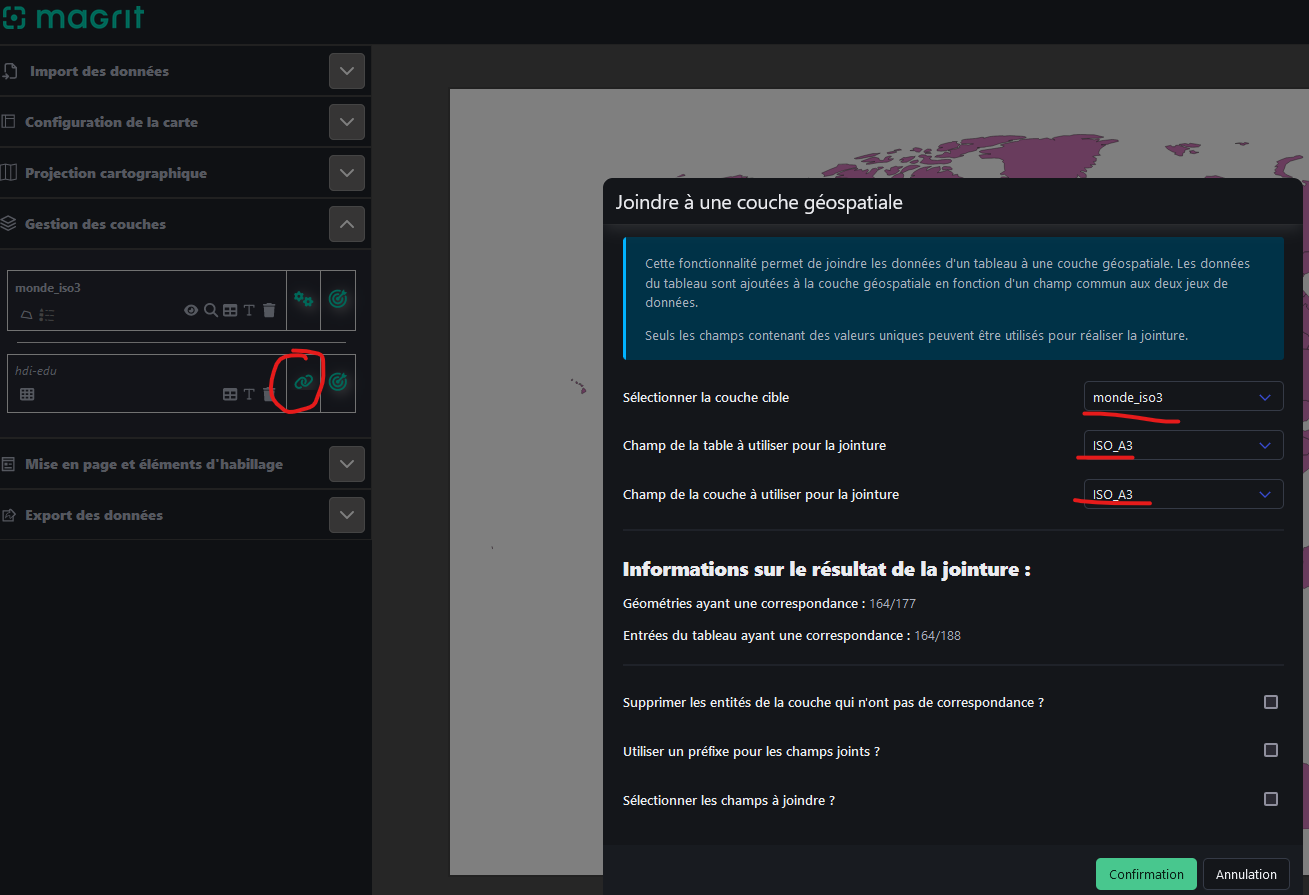 magrit
Import des données
Configuration de la carte
Projection cartographique
Gestion des couches
monde_iso3
T
hdi-edu
T
Mise en page et éléments d'habillage
Export des données
Joindre à une couche géospatiale
Cette fonctionnalité permet de joindre les données d'un tableau à une couche géospatiale. Les données
du tableau sont ajoutées à la couche géospatiale en fonction d'un champ commun aux deux jeux de
données.
Seuls les champs contenant des valeurs uniques peuvent être utilisés pour réaliser la jointure.
Sélectionner la couche cible
monde_iso3
Champ de la table à utiliser pour la jointure
ISO_A3
Champ de la couche à utiliser pour la jointure
ISO_A3
Informations sur le résultat de la jointure :
Géométries ayant une correspondance : 164/177
Entrées du tableau ayant une correspondance : 164/188
Supprimer les entités de la couche qui n'ont pas de correspondance ?
Utiliser un préfixe pour les champs joints ?
Sélectionner les champs à joindre ?
Confirmation
Annulation